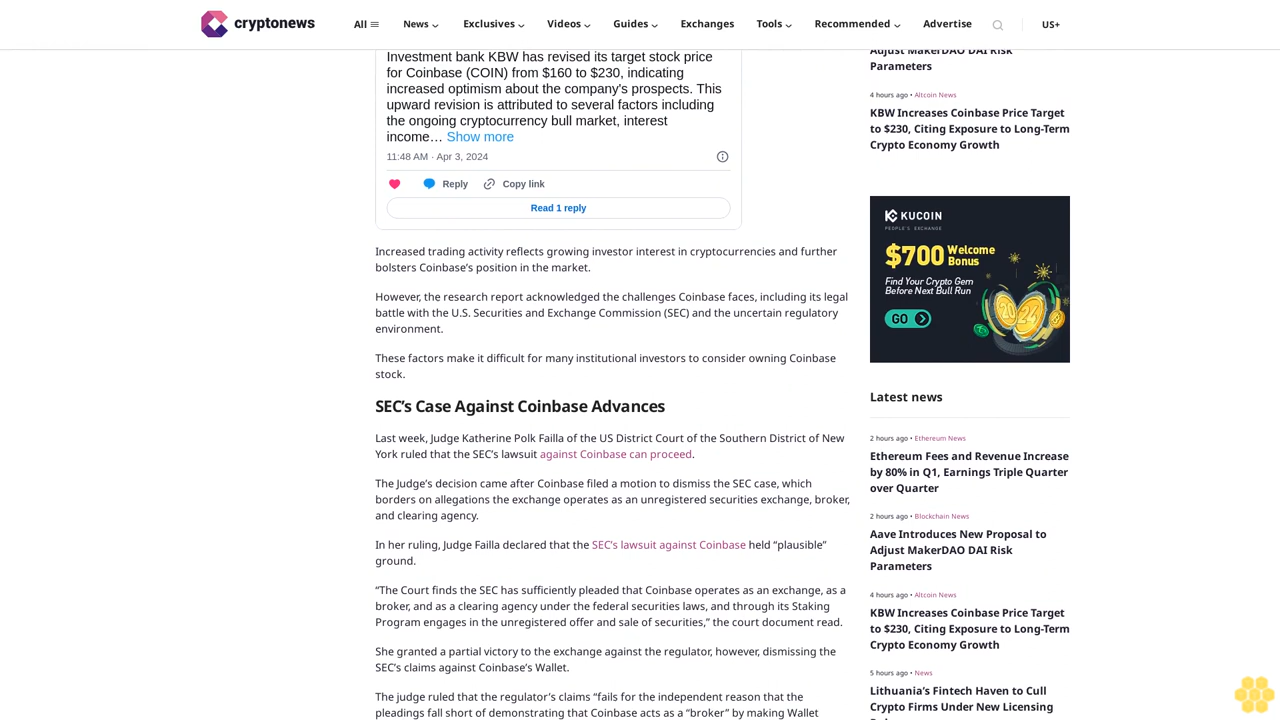 cryptonews
All
News
Exclusives
Videos
Guides
Exchanges
Tools
Recommended
Advertise
US+
Investment bank KBW has revised its target stock price
for Coinbase (COIN) from $160 to $230, indicating
increased optimism about the company's prospects. This
upward revision is attributed to several factors including
the ongoing cryptocurrency bull market, interest
income… Show more
11:48 AM · Apr 3, 2024
Reply
Copy link
Read 1 reply
Increased trading activity reflects growing investor interest in cryptocurrencies and further
bolsters Coinbase’s position in the market.
However, the research report acknowledged the challenges Coinbase faces, including its legal
battle with the U.S. Securities and Exchange Commission (SEC) and the uncertain regulatory
environment.
These factors make it difficult for many institutional investors to consider owning Coinbase
stock.
SEC’s Case Against Coinbase Advances
Last week, Judge Katherine Polk Failla of the US District Court of the Southern District of New
York ruled that the SEC’s lawsuit against Coinbase can proceed.
The Judge’s decision came after Coinbase filed a motion to dismiss the SEC case, which
borders on allegations the exchange operates as an unregistered securities exchange, broker,
and clearing agency.
In her ruling, Judge Failla declared that the SEC’s lawsuit against Coinbase held “plausible”
ground.
“The Court finds the SEC has sufficiently pleaded that Coinbase operates as an exchange, as a
broker, and as a clearing agency under the federal securities laws, and through its Staking
Program engages in the unregistered offer and sale of securities,” the court document read.
She granted a partial victory to the exchange against the regulator, however, dismissing the
SEC’s claims against Coinbase’s Wallet.
The judge ruled that the regulator’s claims “fails for the independent reason that the
pleadings fall short of demonstrating that Coinbase acts as a “broker” by making Wallet
Adjust MakerDAO DAI Risk
Parameters
4 hours ago • Altcoin News
KBW Increases Coinbase Price Target
to $230, Citing Exposure to Long-Term
Crypto Economy Growth
KUCOIN
PEOPLE'S EXCHANGE
$700 Welcome
Bonus
Find Your Crypto Gem
Before Next Bull Run
GO
20 24
Latest news
2 hours ago • Ethereum News
Ethereum Fees and Revenue Increase
by 80% in Q1, Earnings Triple Quarter
over Quarter
2 hours ago • Blockchain News
Aave Introduces New Proposal to
Adjust MakerDAO DAI Risk
Parameters
4 hours ago • Altcoin News
KBW Increases Coinbase Price Target
to $230, Citing Exposure to Long-Term
Crypto Economy Growth
5 hours ago • News
Lithuania’s Fintech Haven to Cull
Crypto Firms Under New Licensing